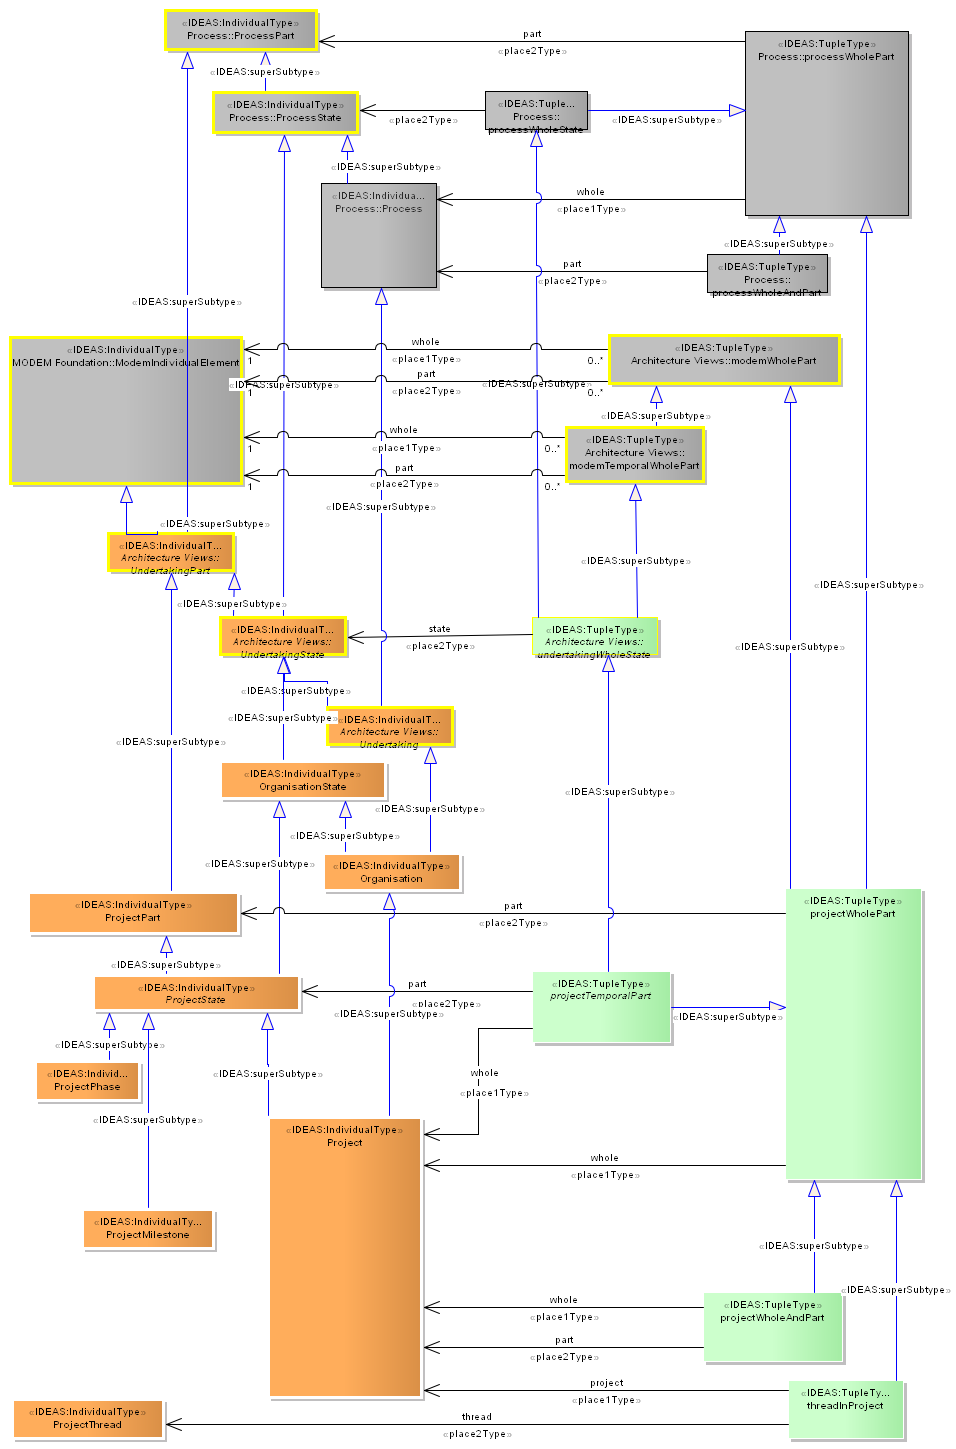 «IDEAS:IndividualType»
Process::ProcessPart
part
«place2Type»
«IDEAS:TupleType»
Process::processWholePart
«IDEAS:superSubtype»
«IDEAS:IndividualType»
Process::ProcessState
«place2Type»
«IDEAS:Tuple...
Process::
processWholeState
«IDEAS:superSubtype»
«IDEAS:superSubtype»
«IDEAS:Individua...
Process::Process
whole
«place1Type»
«IDEAS:superSubtype»
part
«place2Type»
«IDEAS:TupleType»
Process::
processWholeAndPart
«IDEAS:superSubtype»
«IDEAS:IndividualType»
MODEM Foundation::ModemIndividualElement
whole
«place1Type»
1
0..*
«IDEAS:TupleType»
Architecture Views::modemWholePart
part
«place2Type»
1
0..*
«IDEAS:superSubtype»
«IDEAS:superSubtype»
«IDEAS:superSubtype»
whole
«place1Type»
1
0..*
«IDEAS:TupleType»
Architecture Views::
modemTemporalWholePart
part
«place2Type»
1
0..*
«IDEAS:superSubtype»
«IDEAS:superSubtype»
«IDEAS:IndividualT...
Architecture Views::
UndertakingPart
«IDEAS:superSubtype»
«IDEAS:superSubtype»
«IDEAS:superSubtype»
«IDEAS:IndividualT...
Architecture Views::
UndertakingState
state
«place2Type»
«IDEAS:TupleType»
Architecture Views::
undertakingWholeState
«IDEAS:superSubtype»
«IDEAS:superSubtype»
«IDEAS:superSubtype»
«IDEAS:IndividualT...
Architecture Views::
Undertaking
«IDEAS:superSubtype»
«IDEAS:IndividualType»
OrganisationState
«IDEAS:superSubtype»
«IDEAS:superSubtype»
«IDEAS:superSubtype»
«IDEAS:superSubtype»
«IDEAS:IndividualType»
Organisation
«IDEAS:IndividualType»
ProjectPart
part
«place2Type»
«IDEAS:TupleType»
projectWholePart
«IDEAS:superSubtype»
«IDEAS:IndividualType»
ProjectState
part
«place2Type»
«IDEAS:TupleType»
projectTemporalPart
«IDEAS:superSubtype»
«IDEAS:superSubtype»
«IDEAS:superSubtype»
«IDEAS:Individ...
ProjectPhase
«IDEAS:superSubtype»
whole
«place1Type»
«IDEAS:superSubtype»
«IDEAS:IndividualType»
Project
whole
«place1Type»
«IDEAS:IndividualTy...
ProjectMilestone
«IDEAS:superSubtype»
«IDEAS:superSubtype»
whole
«place1Type»
«IDEAS:TupleType»
projectWholeAndPart
part
«place2Type»
project
«place1Type»
«IDEAS:TupleTy...
threadInProject
«IDEAS:IndividualType»
ProjectThread
thread
«place2Type»